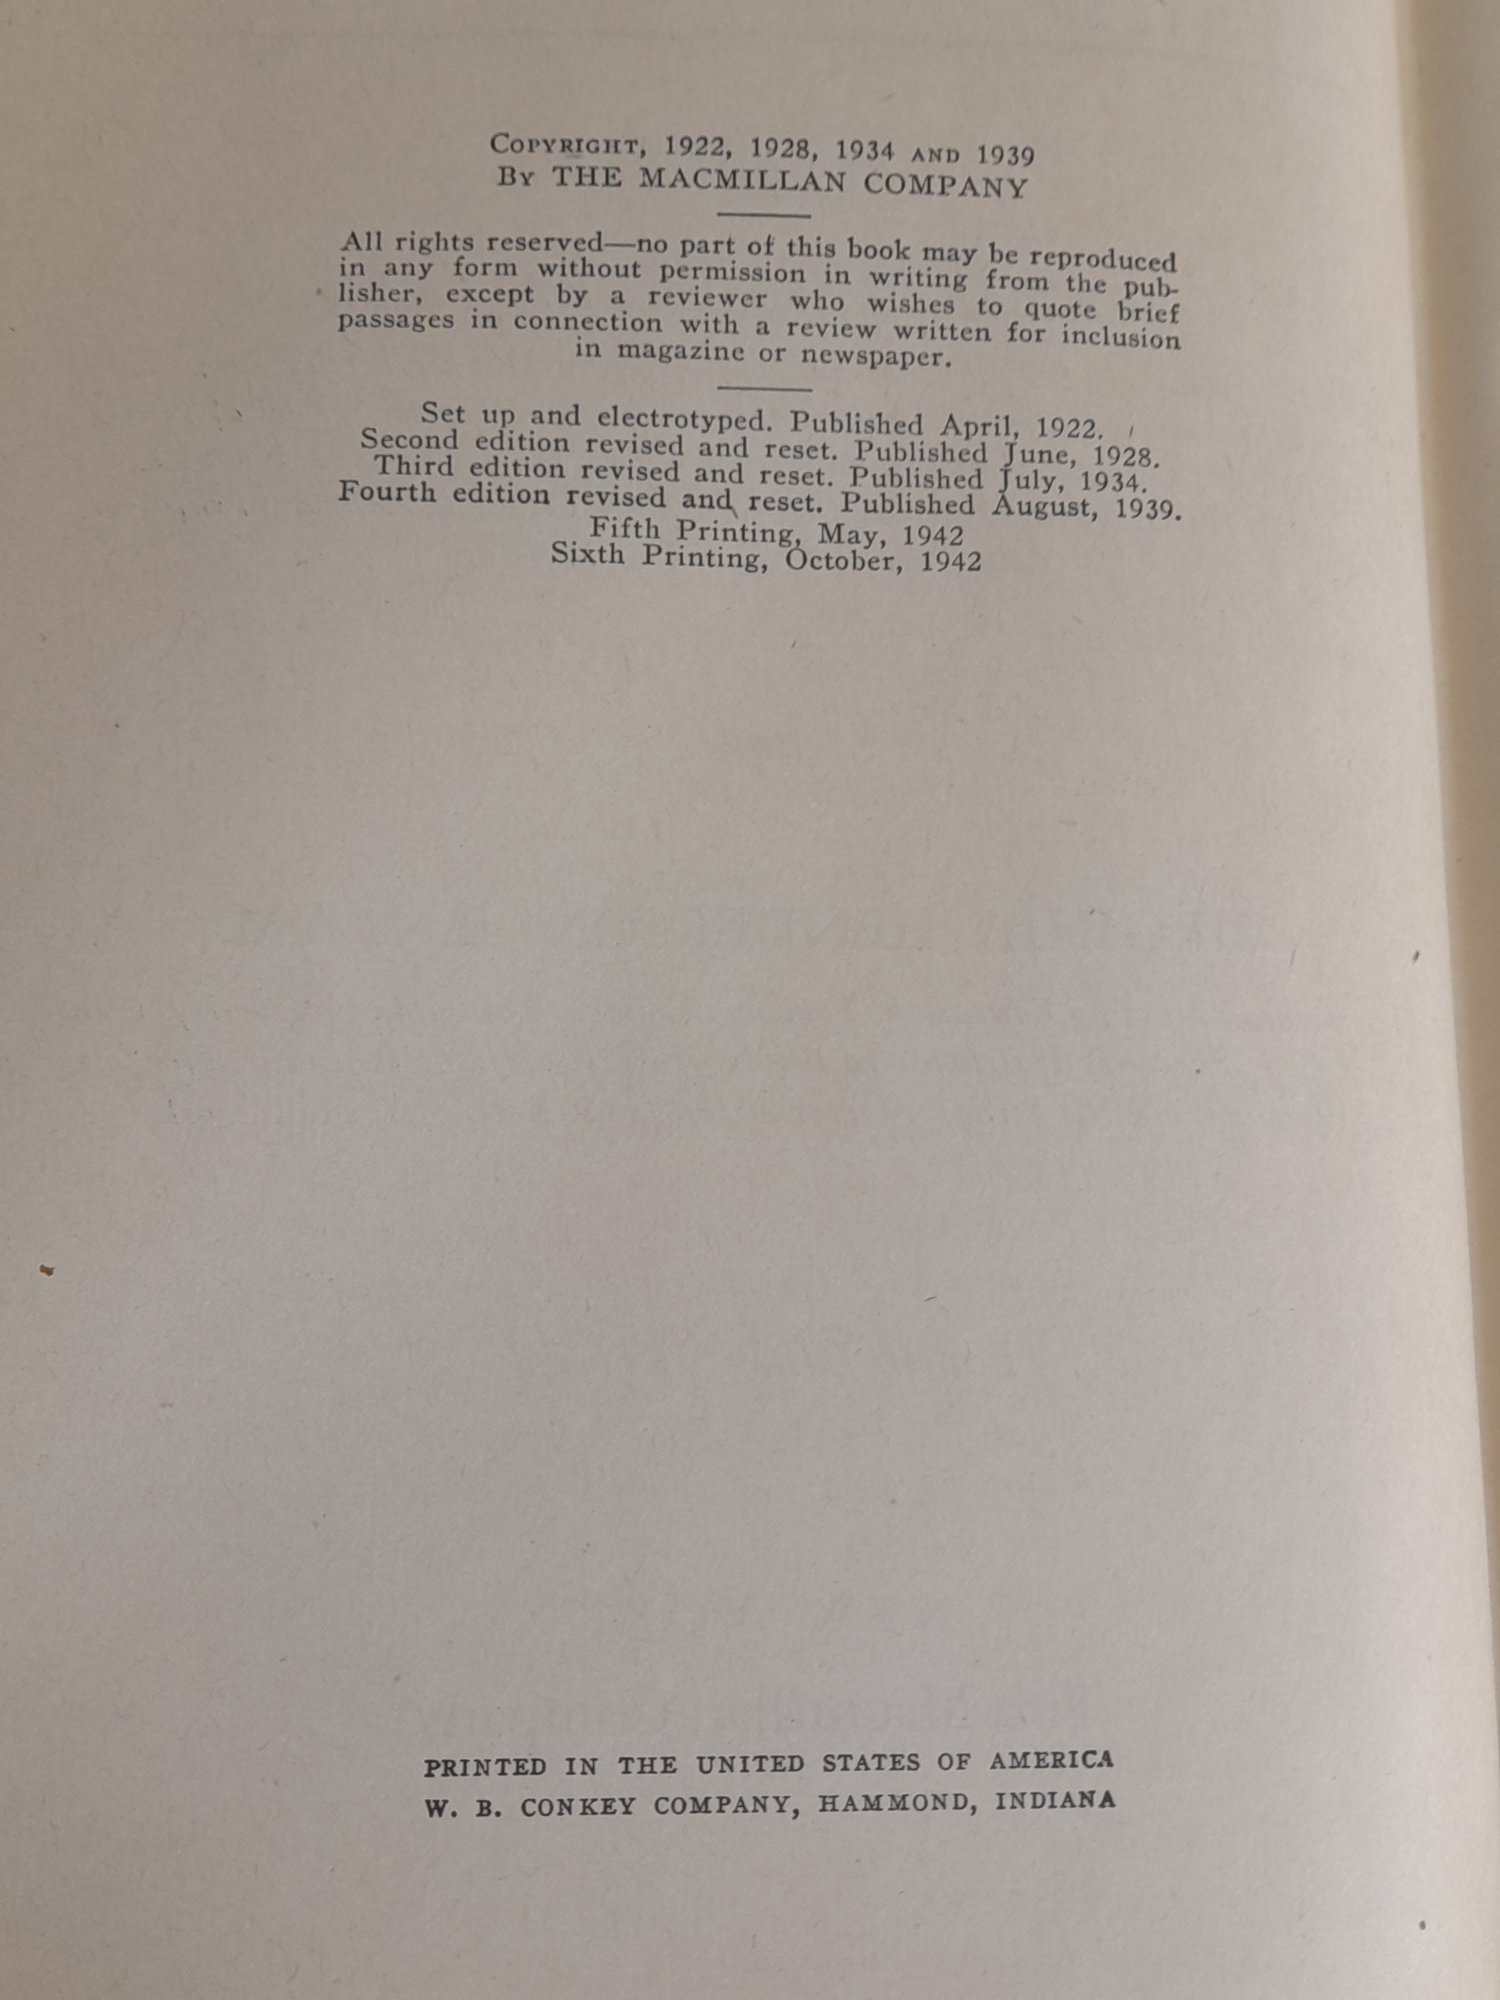 COPYRIGHT, 1922, 1928, 1934 AND 1939
BY THE MACMILLAN COMPANY
All rights reserved—no part of this book may be reproduced
in any form without permission in writing from the pub-
lisher, except by a reviewer who wishes to quote brief
passages in connection with a review written for inclusion
in magazine or newspaper.
Set up and electrotyped. Published April, 1922.
Second edition revised and reset. Published June, 1928.
Third edition revised and reset. Published July, 1934.
Fourth edition revised and reset. Published August, 1939.
Fifth Printing, May, 1942
Sixth Printing, October, 1942
PRINTED IN THE UNITED STATES OF AMERICA
W. B. CONKEY COMPANY, HAMMOND, INDIANA